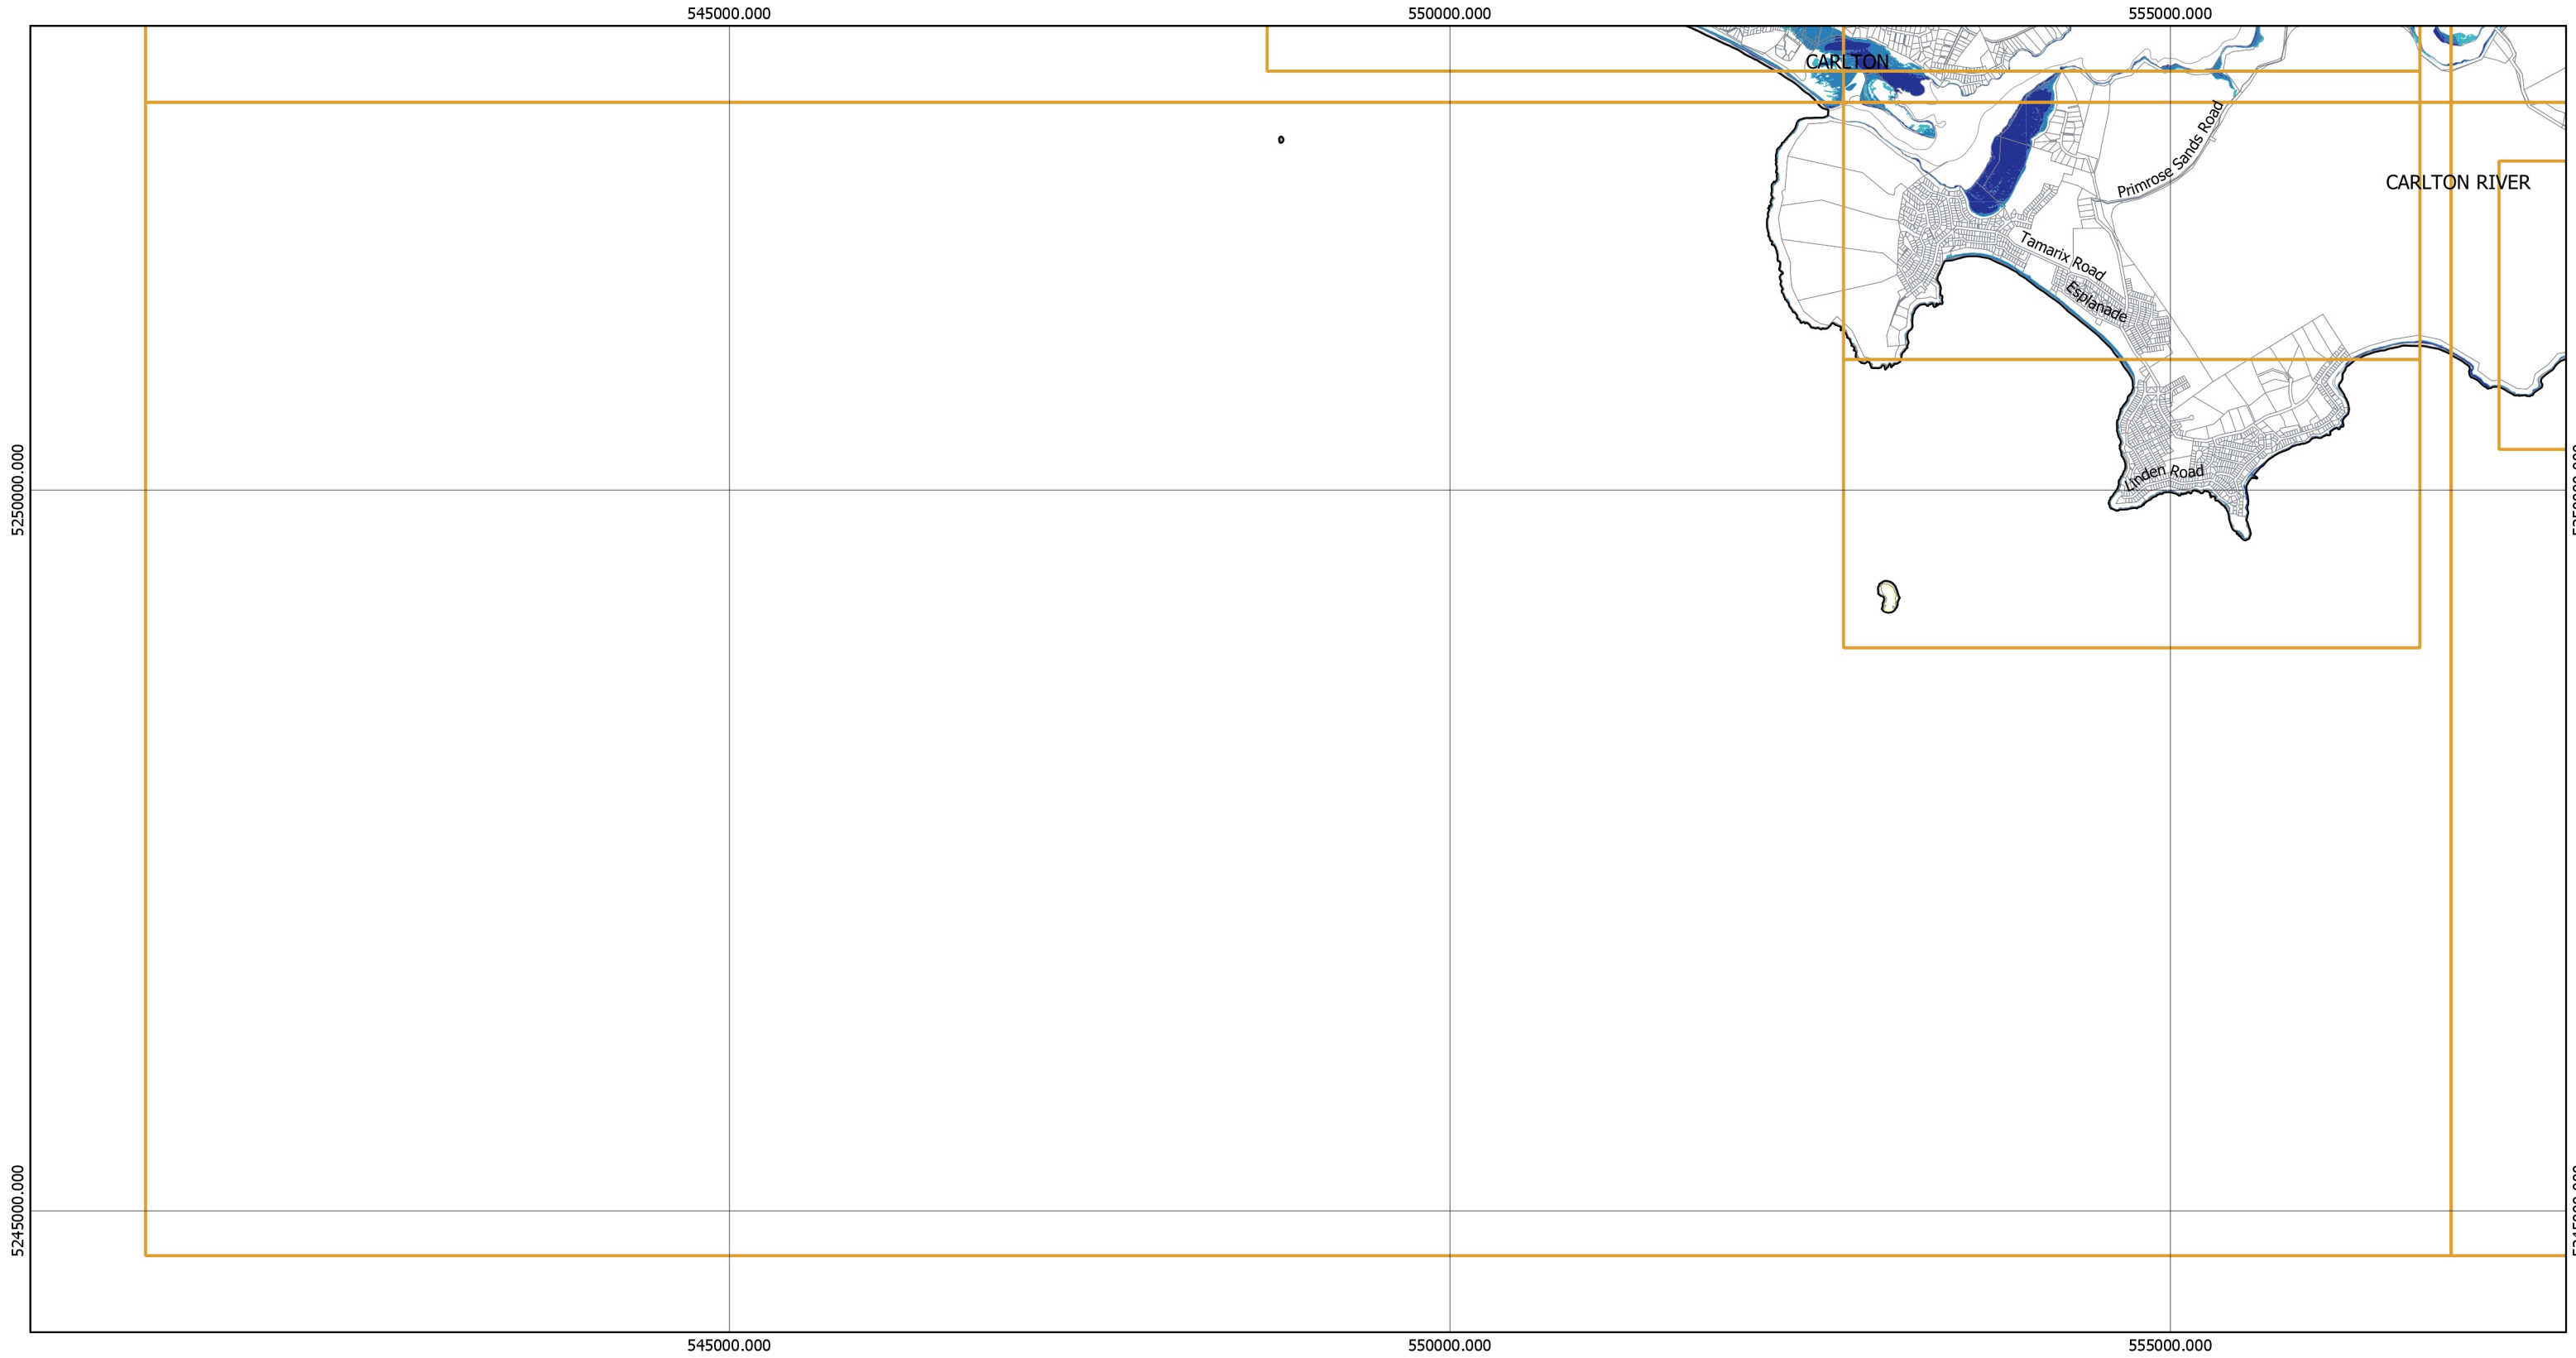 545000.000
550000.000
555000.000
CARLTON
Primrose Sands Road
CARLTON RIVER
Tamarix Road
Esplanade
Linden Road
5250000.000
5245000.000
545000.000
550000.000
555000.000